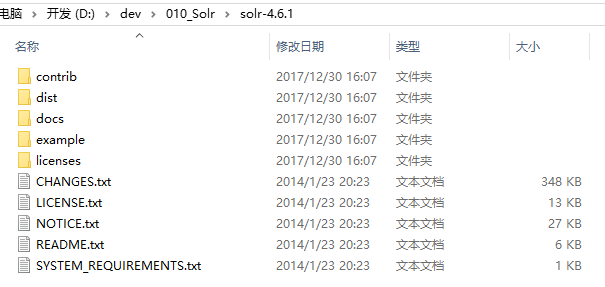 电脑 › 开发 (D:) › dev › 010_Solr › solr-4.6.1
名称 修改日期 类型 大小
contrib 2017/12/30 16:07 文件夹
dist 2017/12/30 16:07 文件夹
docs 2017/12/30 16:07 文件夹
example 2017/12/30 16:07 文件夹
licenses 2017/12/30 16:07 文件夹
CHANGES.txt 2014/1/23 20:23 文本文档 348 KB
LICENSE.txt 2014/1/23 20:23 文本文档 13 KB
NOTICE.txt 2014/1/23 20:23 文本文档 27 KB
README.txt 2014/1/23 20:23 文本文档 6 KB
SYSTEM_REQUIREMENTS.txt 2014/1/23 20:23 文本文档 1 KB